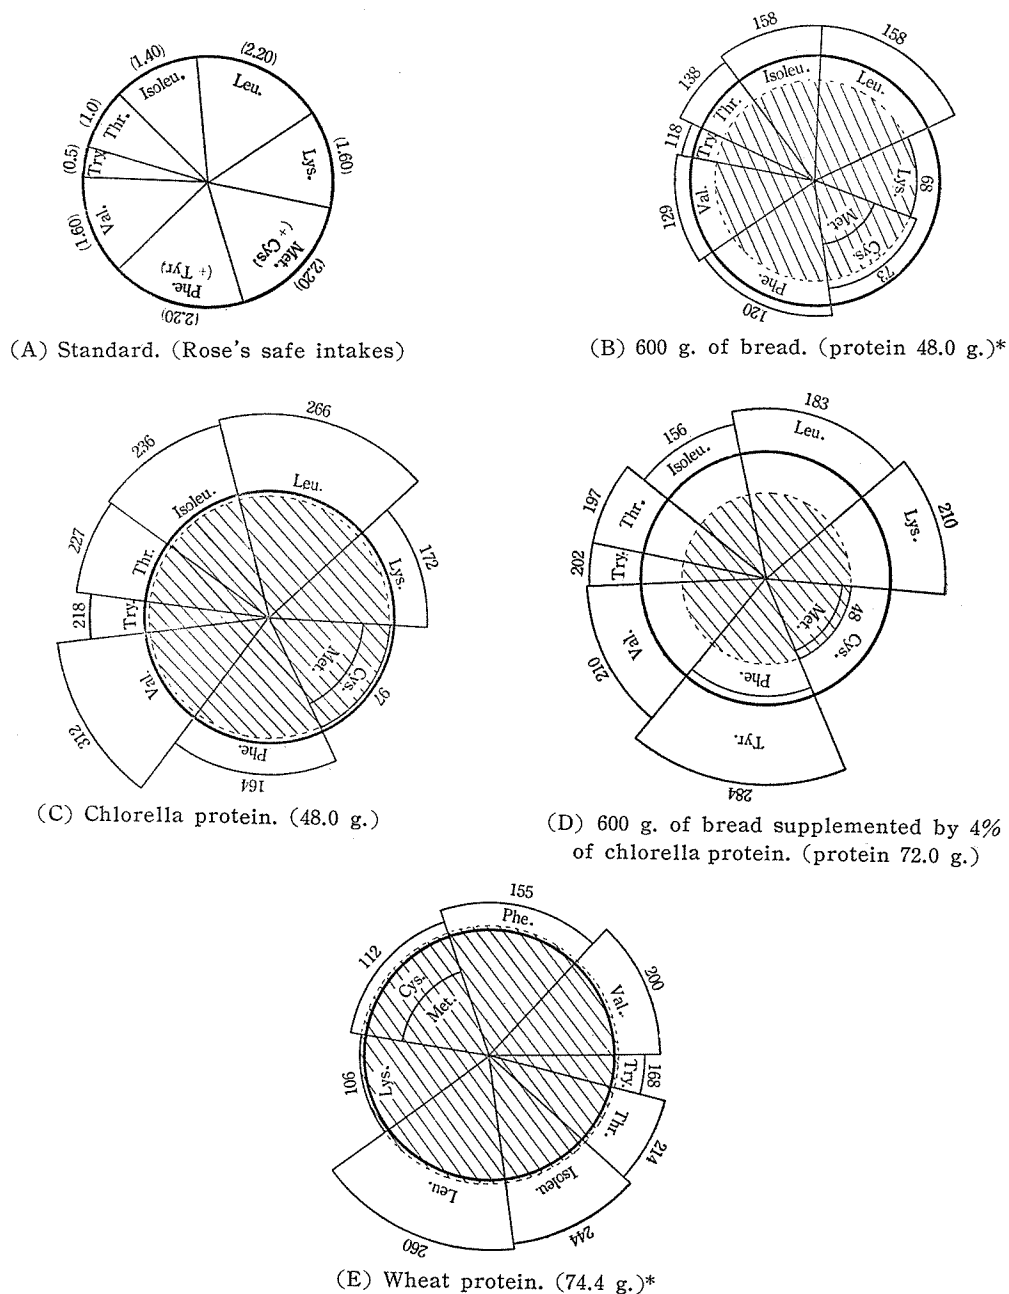 (1.40)
(2.20)
Isoleu.
Leu.
(1.0)
Thr.
(0.5)
Try.
(1.60)
Lys.
(1.60)
Val.
Met.
(+ Cys.)
(2.20)
Phe.
(+ Tyr.)
(2.20)
(A) Standard. (Rose's safe intakes)
158
158
138
Isoleu.
Leu.
Thr.
118
Try.
Lys.
68
129
Val.
Met.
Cys.
73
Phe.
120
(B) 600 g. of bread. (protein 48.0 g.)*
266
236
Leu.
Isoleu.
227
Thr.
172
Lys.
218
Try.
Met.
Cys.
97
312
Val.
Phe.
164
(C) Chlorella protein. (48.0 g.)
183
156
Leu.
Isoleu.
197
Thr.
210
Lys.
202
Try.
Met.
48
Cys.
210
Val.
Phe.
Tyr.
284
(D) 600 g. of bread supplemented by 4%
of chlorella protein. (protein 72.0 g.)
155
Phe.
112
Cys.
Met.
200
Val.
106
Lys.
Try.
168
Thr.
214
Leu.
Isoleu.
260
244
(E) Wheat protein. (74.4 g.)*